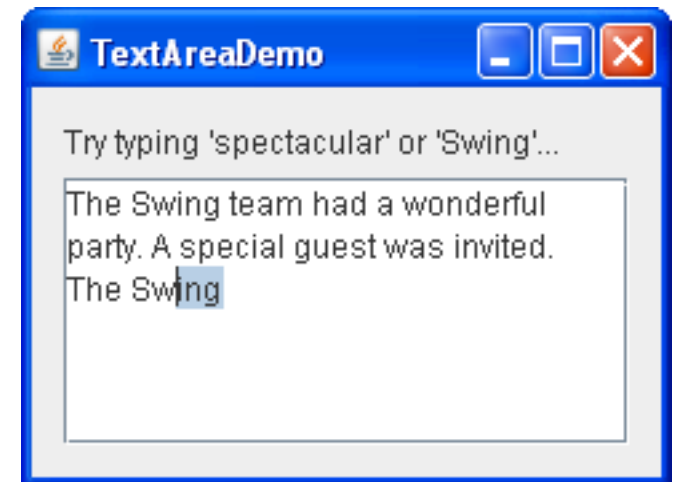 TextAreaDemo
Try typing 'spectacular' or 'Swing'...
The Swing team had a wonderful
party. A special guest was invited.
The Swing